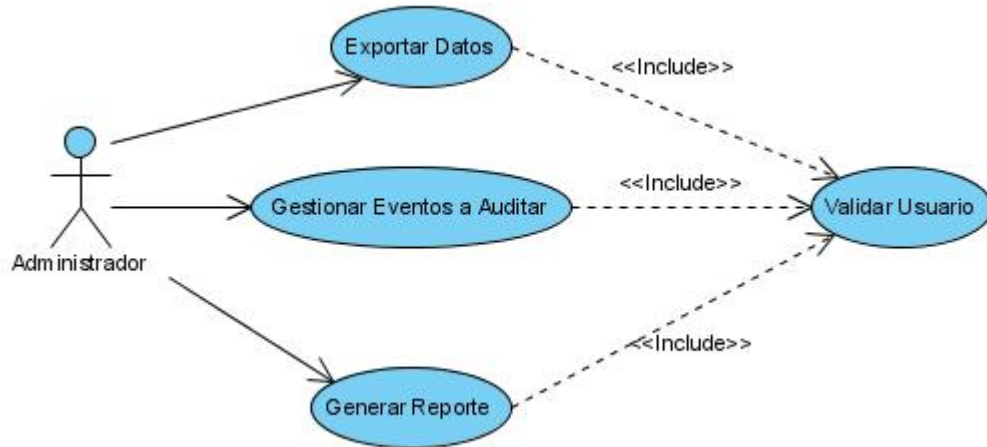 Exportar Datos
<<Include>>
Gestionar Eventos a Auditar
<<Include>>
Validar Usuario
Administrador
<<Include>>
Generar Reporte